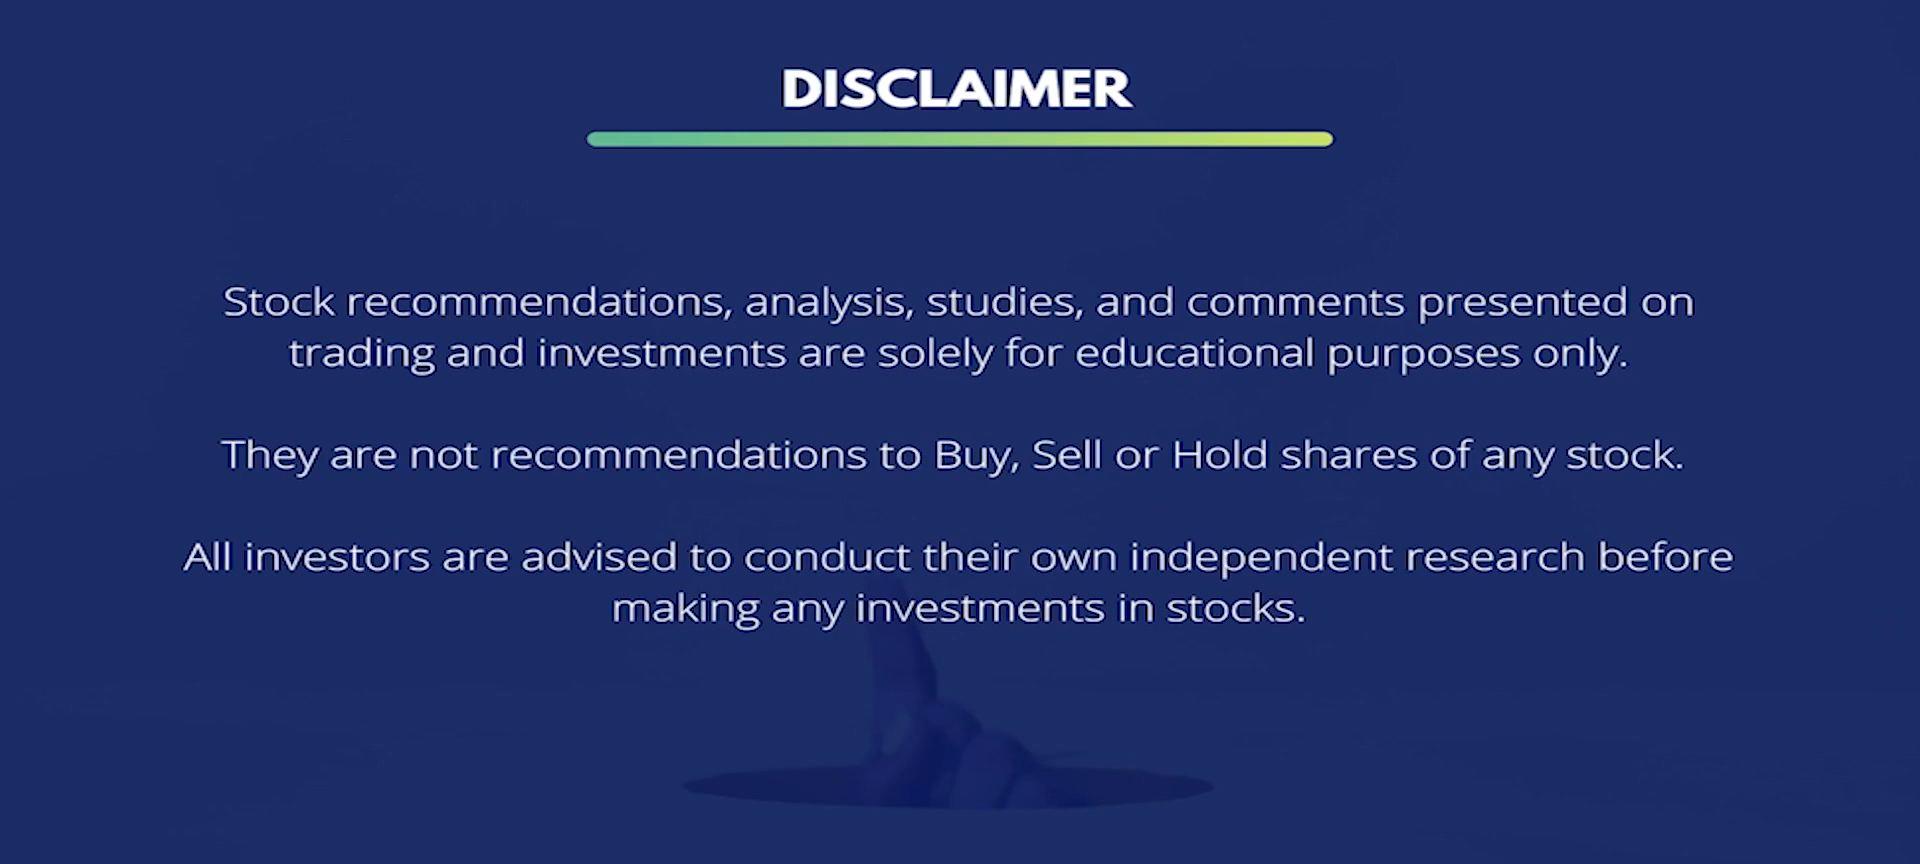 DISCLAIMER
Stock recommendations, analysis, studies, and comments presented on
trading and investments are solely for educational purposes only.
They are not recommendations to Buy, Sell or Hold shares of any stock.
All investors are advised to conduct their own independent research before
making any investments in stocks.